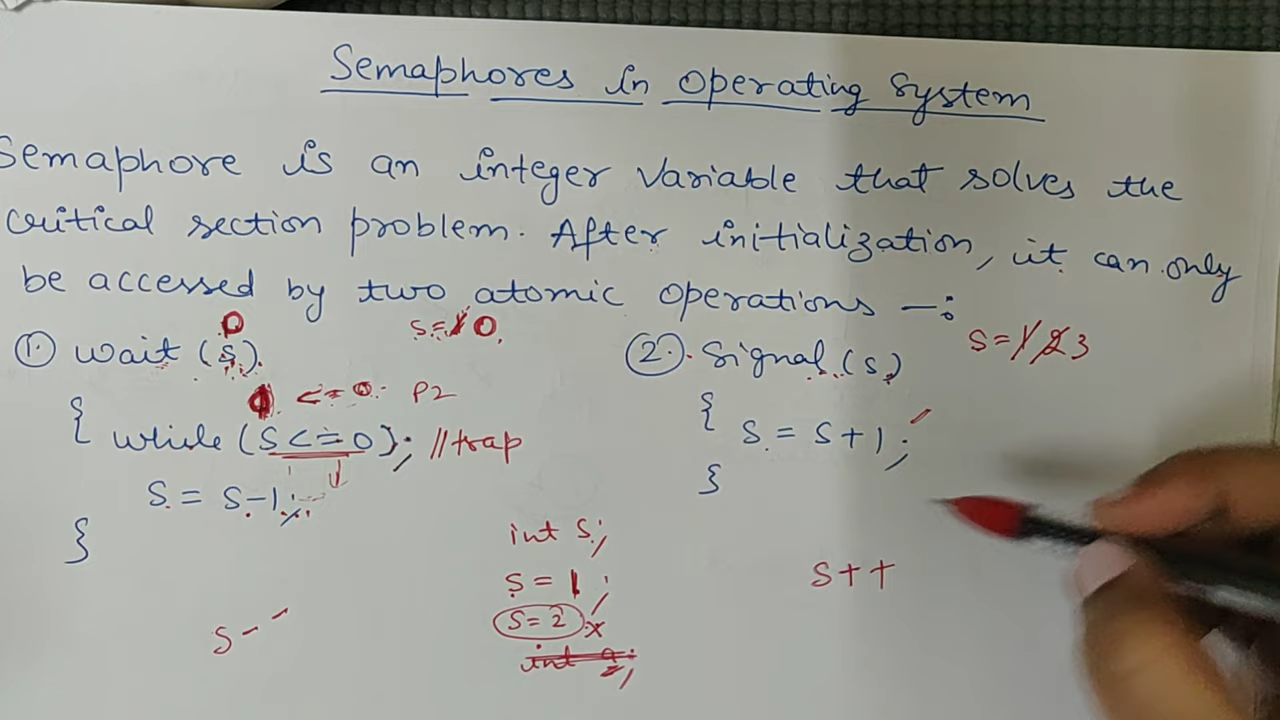 Semaphores in Operating System
Semaphore is an integer variable that solves the
critical section problem. After initialization, it can only
be accessed by two atomic operations —:
P
S=1 0.
S=1 2 3
① wait (S).
②. Signal (S)
<=0. P2
{ while (S<=0); //trap
S = S-1;
}
{ S = S+1;
}
int S;
S = 1;
S=2; x
int a;
S--
S++